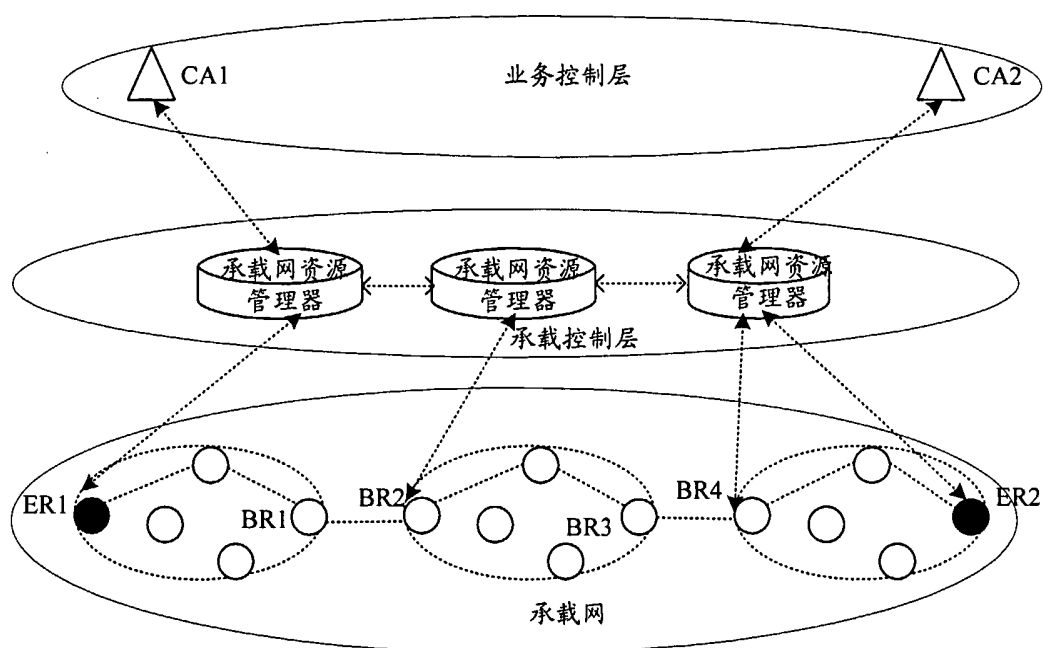 CA1
业务控制层
CA2
承载网资源
管理器
承载网资源
管理器
承载网资源
管理器
承载控制层
ER1
BR1
BR2
BR3
BR4
ER2
承载网